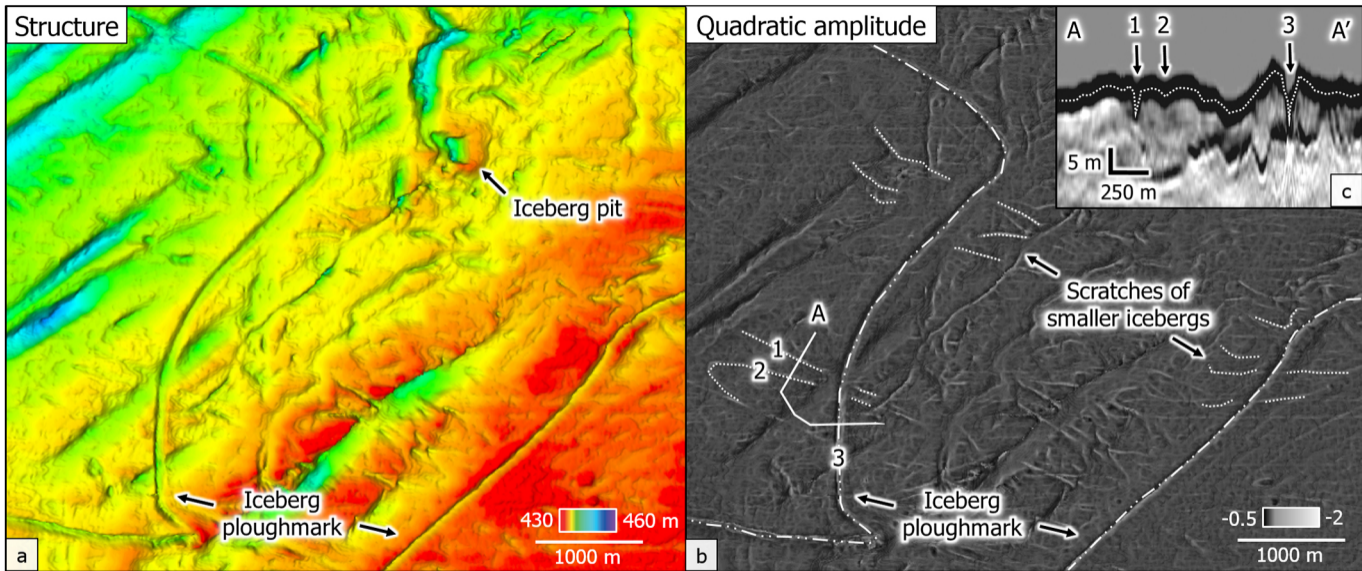 Structure
Iceberg pit
Iceberg
ploughmark
430 460 m
1000 m
a
Quadratic amplitude
A
1
2
3
Scratches of
smaller icebergs
Iceberg
ploughmark
-0.5 -2
1000 m
b
A 1 2 3 A’
5 m
250 m
c